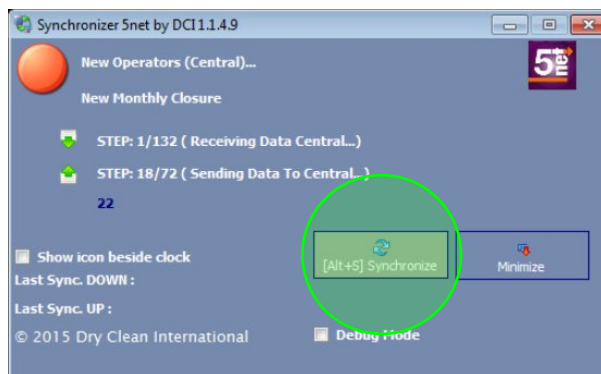 Synchronizer 5net by DCI 1.1.4.9
New Operators (Central)...
5net
New Monthly Closure
STEP: 1/132 ( Receiving Data Central...)
STEP: 18/72 ( Sending Data To Central...)
22
Show icon beside clock
[Alt+S] Synchronize
Minimize
Last Sync. DOWN :
Last Sync. UP :
© 2015 Dry Clean International
Debug Mode